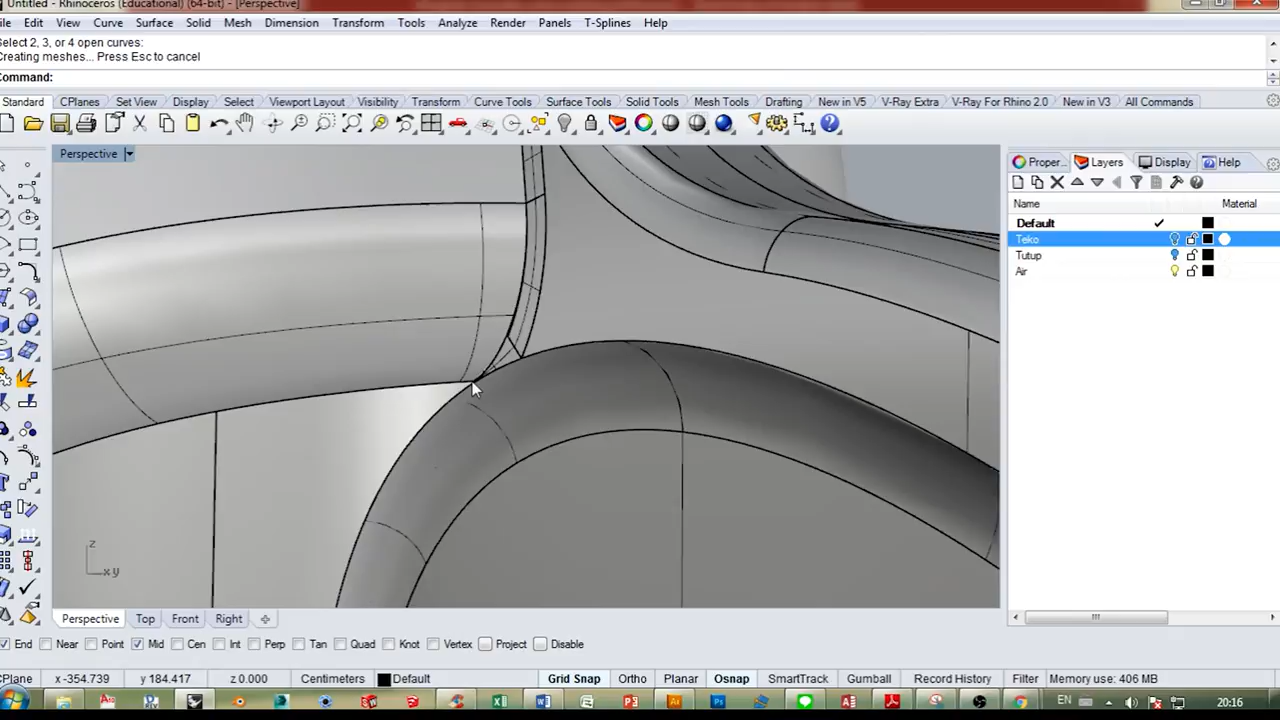 Untitled - Rhinoceros (Educational) (64-bit) - [Perspective]
ile Edit View Curve Surface Solid Mesh Dimension Transform Tools Analyze Render Panels T-Splines Help
Select 2, 3, or 4 open curves:
Creating meshes... Press Esc to cancel
Command:
Standard CPlanes Set View Display Select Viewport Layout Visibility Transform Curve Tools Surface Tools Solid Tools Mesh Tools Drafting New in V5 V-Ray Extra V-Ray For Rhino 2.0 New in V3 All Commands
Perspective
Proper... Layers Display Help
Name Material
Default
Teko
Tutup
Air
z
x y
Perspective Top Front Right
End Near Point Mid Cen Int Perp Tan Quad Knot Vertex Project Disable
CPlane x -354.739 y 184.417 z 0.000 Centimeters Default Grid Snap Ortho Planar Osnap SmartTrack Gumball Record History Filter Memory use: 406 MB
EN 20:16